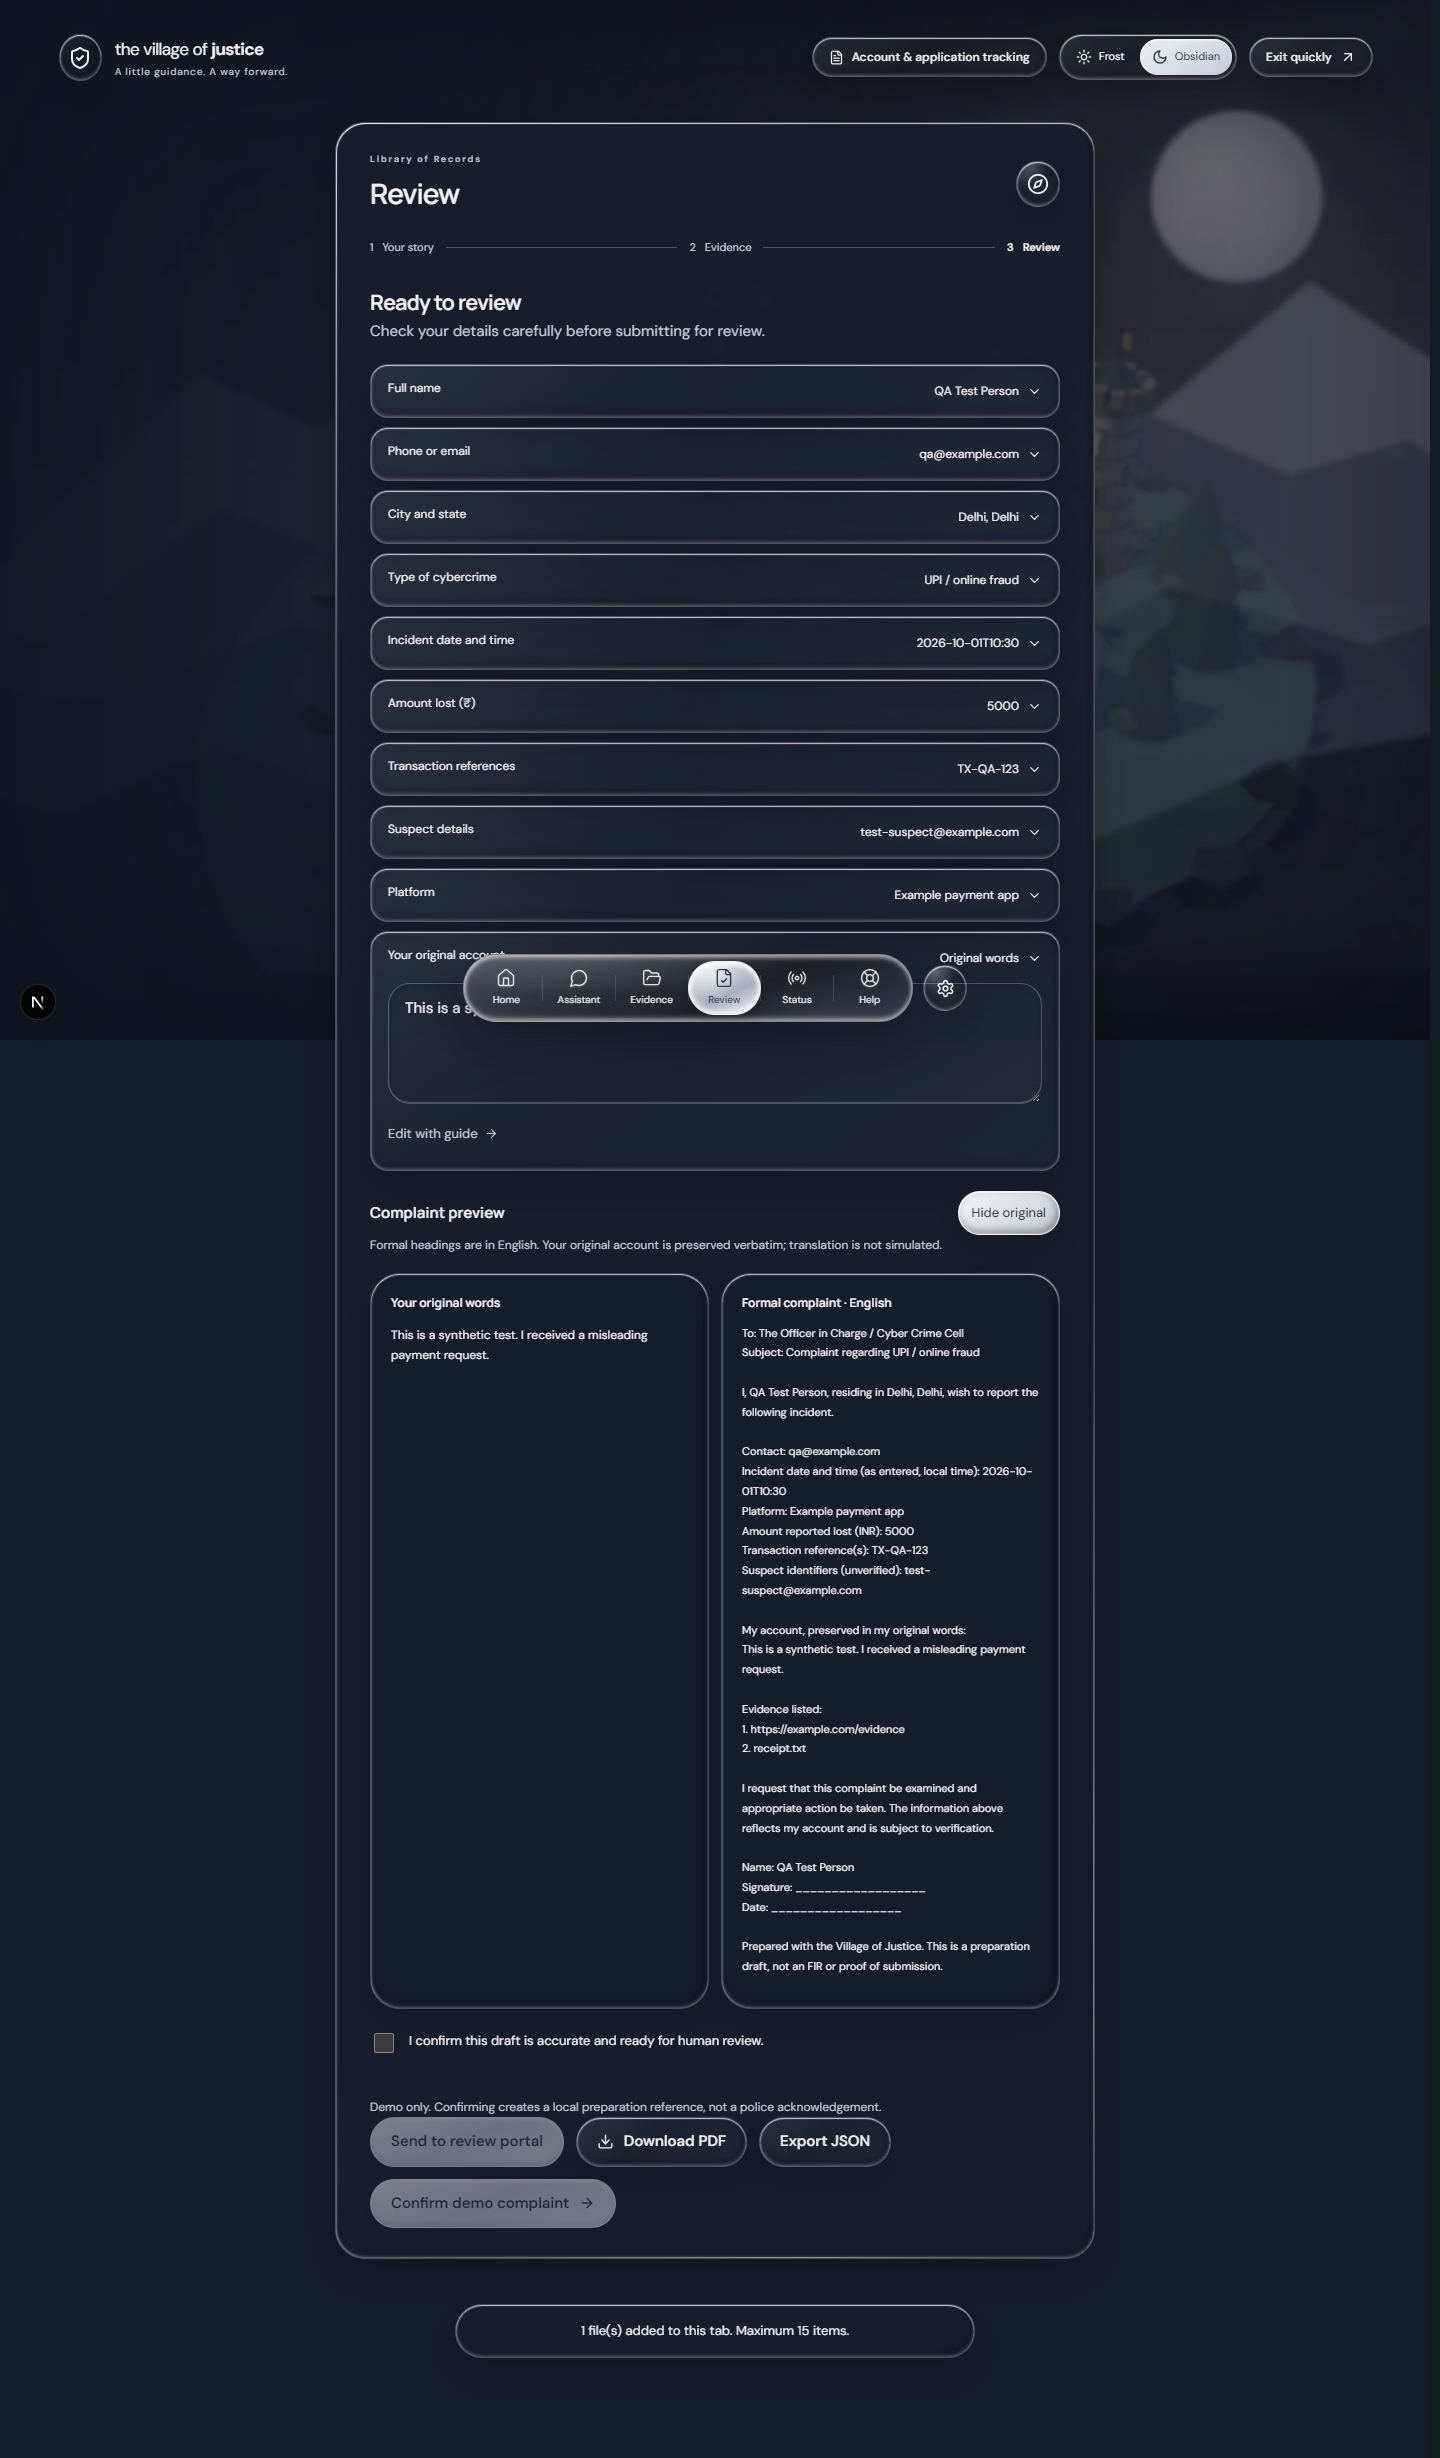 the village of justice
A little guidance. A way forward.
Account & application tracking
Frost
Obsidian
Exit quickly
Library of Records
Review
1 Your story
2 Evidence
3 Review
Ready to review
Check your details carefully before submitting for review.
Full name
QA Test Person
Phone or email
qa@example.com
City and state
Delhi, Delhi
Type of cybercrime
UPI / online fraud
Incident date and time
2026-10-01T10:30
Amount lost (₹)
5000
Transaction references
TX-QA-123
Suspect details
test-suspect@example.com
Platform
Example payment app
Your original account
Original words
This is a
Home
Assistant
Evidence
Review
Status
Help
N
Edit with guide
Complaint preview
Hide original
Formal headings are in English. Your original account is preserved verbatim; translation is not simulated.
Your original words
This is a synthetic test. I received a misleading
payment request.
Formal complaint · English
To: The Officer in Charge / Cyber Crime Cell
Subject: Complaint regarding UPI / online fraud
I, QA Test Person, residing in Delhi, Delhi, wish to report the
following incident.
Contact: qa@example.com
Incident date and time (as entered, local time): 2026-10-
01T10:30
Platform: Example payment app
Amount reported lost (INR): 5000
Transaction reference(s): TX-QA-123
Suspect identifiers (unverified): test-
suspect@example.com
My account, preserved in my original words:
This is a synthetic test. I received a misleading payment
request.
Evidence listed:
1. https://example.com/evidence
2. receipt.txt
I request that this complaint be examined and
appropriate action be taken. The information above
reflects my account and is subject to verification.
Name: QA Test Person
Signature: __________________
Date: __________________
Prepared with the Village of Justice. This is a preparation
draft, not an FIR or proof of submission.
I confirm this draft is accurate and ready for human review.
Demo only. Confirming creates a local preparation reference, not a police acknowledgement.
Send to review portal
Download PDF
Export JSON
Confirm demo complaint
1 file(s) added to this tab. Maximum 15 items.